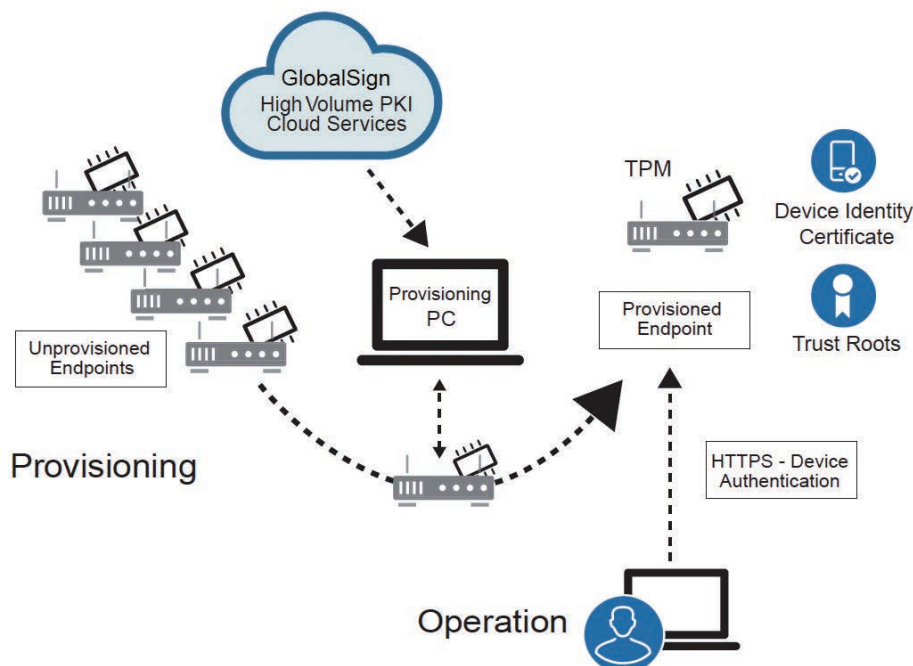 GlobalSign
High Volume PKI
Cloud Services
TPM
Device Identity
Certificate
Provisioning
PC
Provisioned
Endpoint
Unprovisioned
Endpoints
Trust Roots
Provisioning
HTTPS - Device
Authentication
Operation